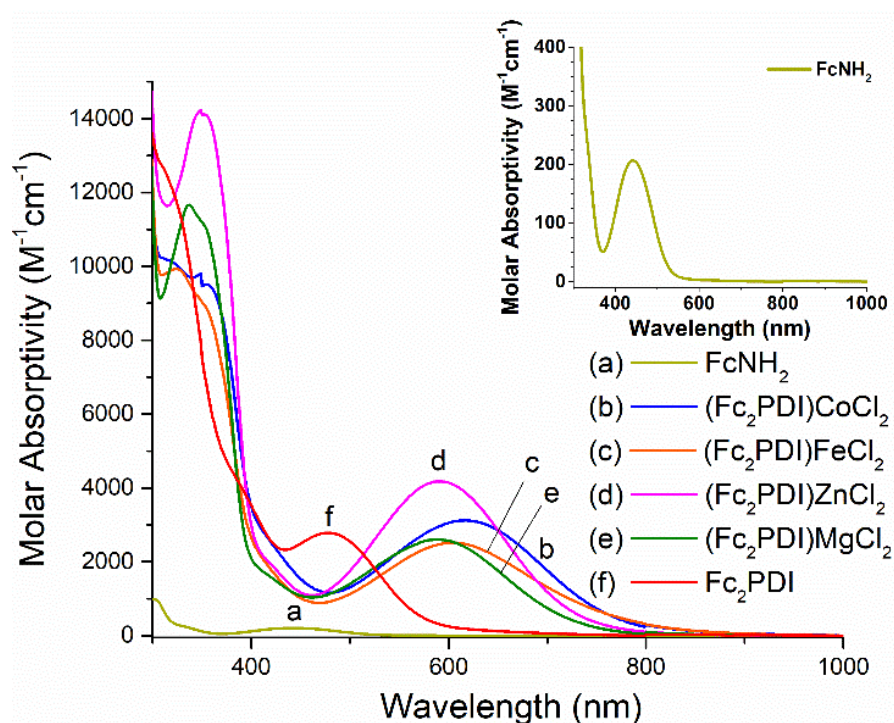 Molar Absorptivity (M⁻¹cm⁻¹)
14000
12000
10000
8000
6000
4000
2000
0
400
600
800
1000
Wavelength (nm)
a
f
d
c
e
b
Molar Absorptivity (M⁻¹cm⁻¹)
400
300
200
100
0
400
600
800
1000
Wavelength (nm)
FcNH₂
(a) FcNH₂
(b) (Fc₂PDI)CoCl₂
(c) (Fc₂PDI)FeCl₂
(d) (Fc₂PDI)ZnCl₂
(e) (Fc₂PDI)MgCl₂
(f) Fc₂PDI